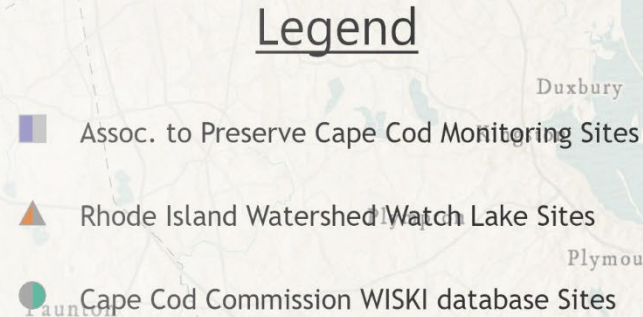 Legend
Duxbury
Assoc. to Preserve Cape Cod Monitoring Sites
Rhode Island Watershed Watch Lake Sites
Plymou
Cape Cod Commission WISKI database Sites
Taunton